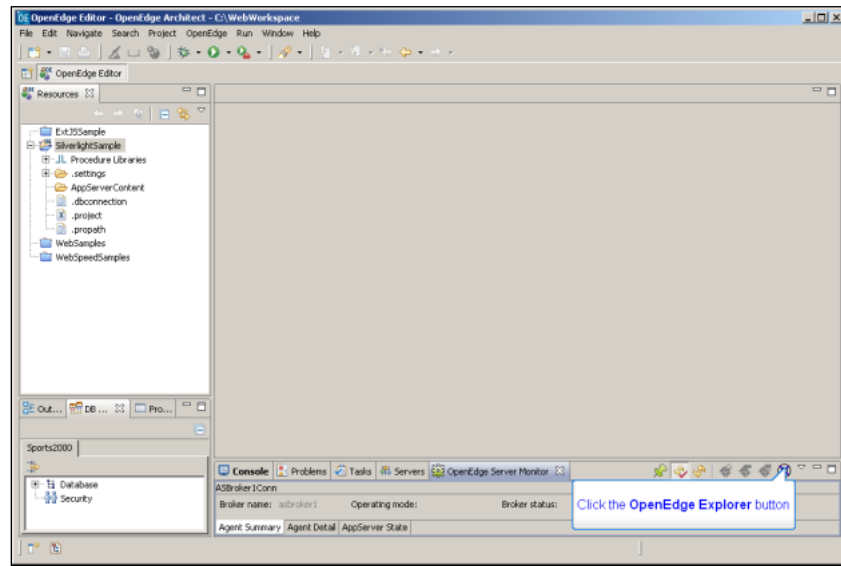 OpenEdge Editor - OpenEdge Architect - C:\WebWorkspace
File Edit Navigate Search Project OpenEdge Run Window Help
OpenEdge Editor
Resources
ExtJSSample
SilverlightSample
Procedure Libraries
.settings
AppServerContent
.dbconnection
.project
.propath
WebSamples
WebSpeedSamples
Out... DB ... Pro...
Sports2000
Database
Security
Console Problems Tasks Servers OpenEdge Server Monitor
ASBroker1Conn
Broker name: asbroker1 Operating mode: Broker status:
Agent Summary Agent Detail AppServer State
Click the OpenEdge Explorer button